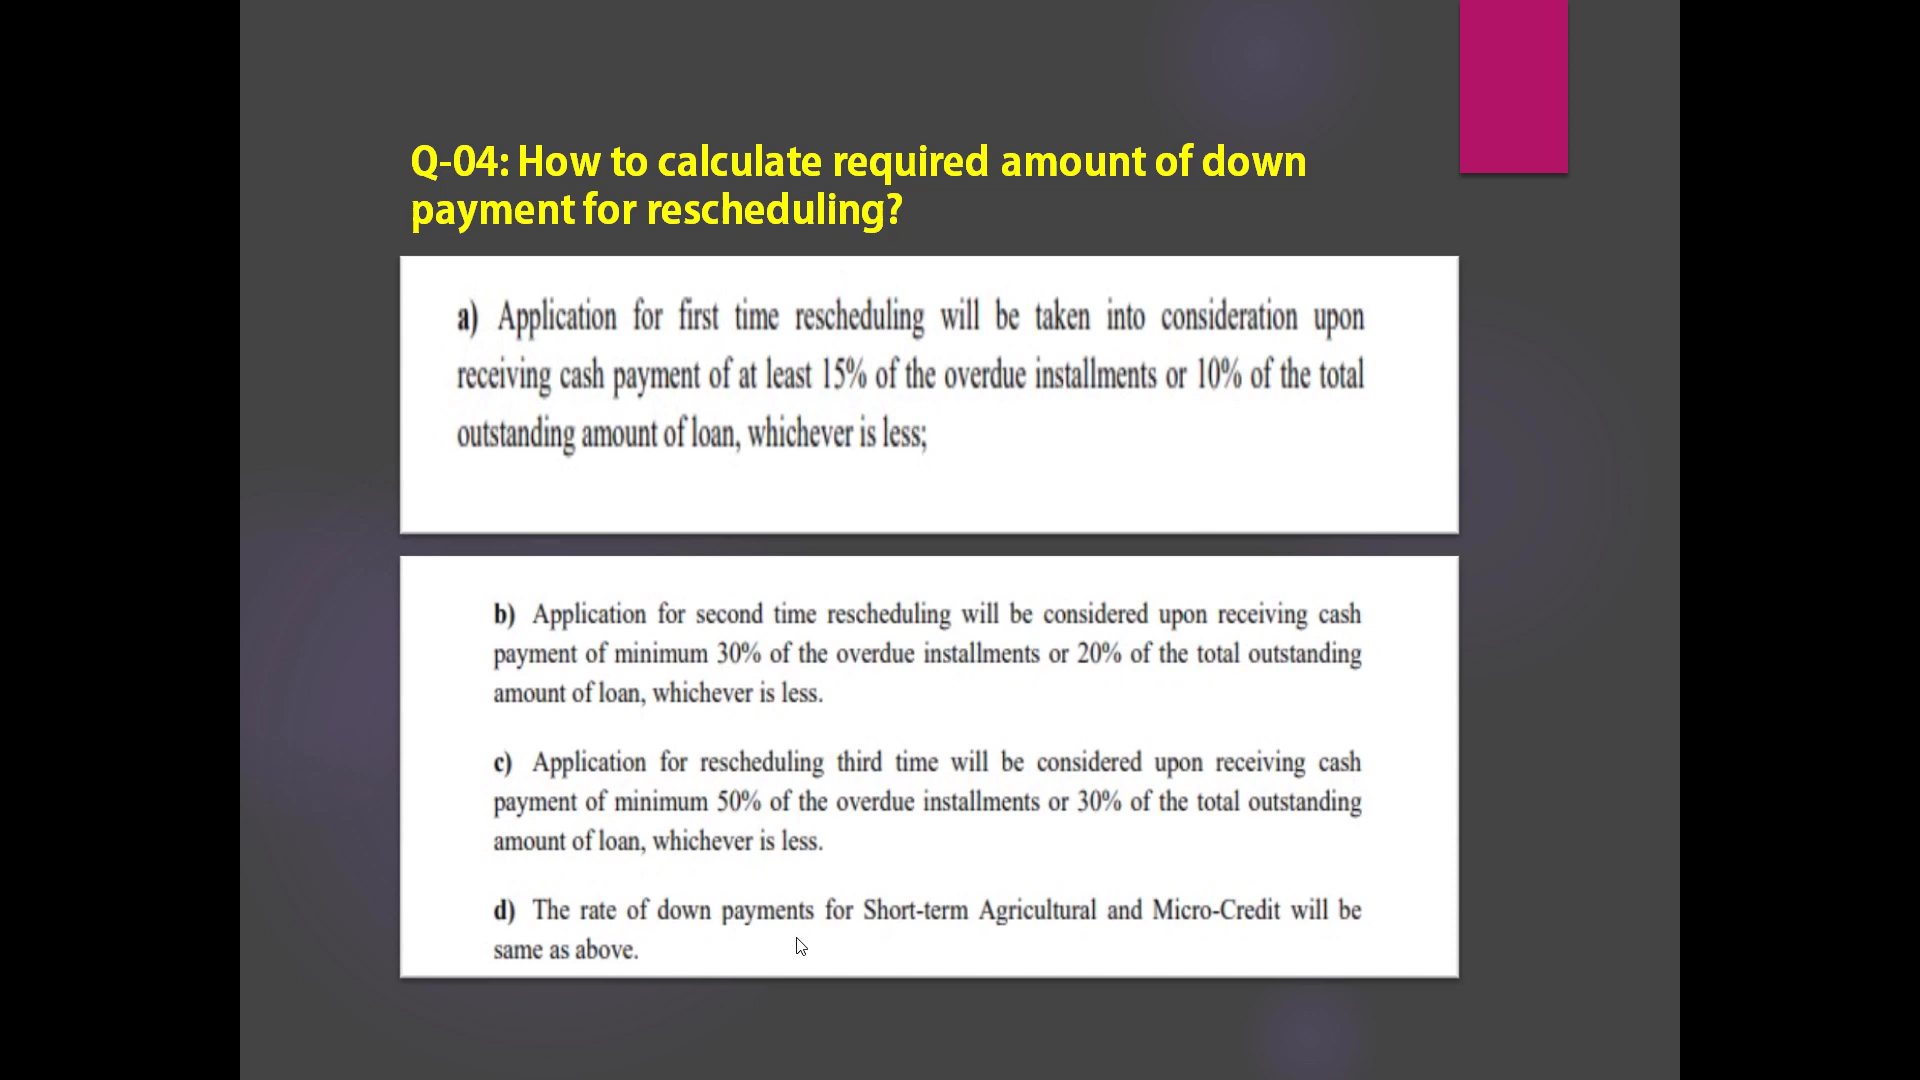 Q-04: How to calculate required amount of down
payment for rescheduling?
a) Application for first time rescheduling will be taken into consideration upon
receiving cash payment of at least 15% of the overdue installments or 10% of the total
outstanding amount of loan, whichever is less;
b) Application for second time rescheduling will be considered upon receiving cash
payment of minimum 30% of the overdue installments or 20% of the total outstanding
amount of loan, whichever is less.
c) Application for rescheduling third time will be considered upon receiving cash
payment of minimum 50% of the overdue installments or 30% of the total outstanding
amount of loan, whichever is less.
d) The rate of down payments for Short-term Agricultural and Micro-Credit will be
same as above.